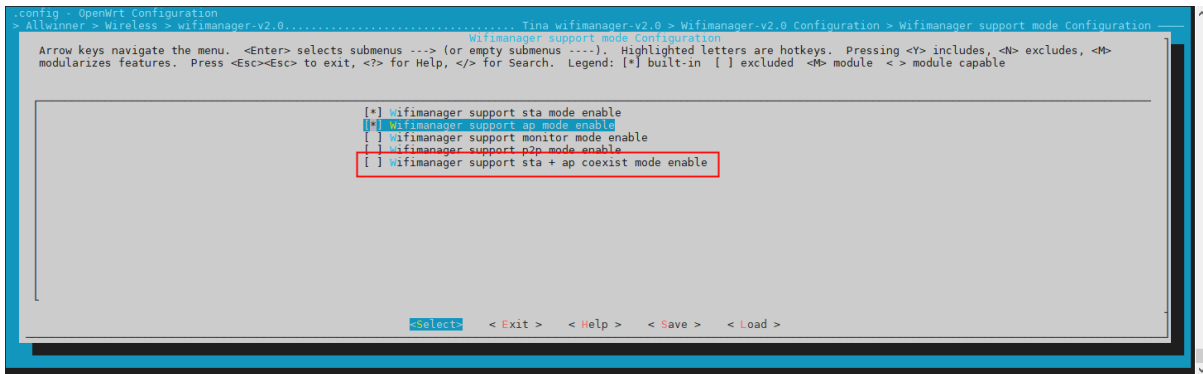 .config - OpenWrt Configuration
> Allwinner > Wireless > wifimanager-v2.0.................................. Tina wifimanager-v2.0 > Wifimanager-v2.0 Configuration > Wifimanager support mode Configuration
Wifimanager support mode Configuration
Arrow keys navigate the menu. <Enter> selects submenus ---> (or empty submenus ----). Highlighted letters are hotkeys. Pressing <Y> includes, <N> excludes, <M>
modularizes features. Press <Esc><Esc> to exit, <?> for Help, </> for Search. Legend: [*] built-in [ ] excluded <M> module < > module capable
[*] Wifimanager support sta mode enable
[*] Wifimanager support ap mode enable
[ ] Wifimanager support monitor mode enable
[ ] Wifimanager support p2p mode enable
[ ] Wifimanager support sta + ap coexist mode enable
<Select> < Exit > < Help > < Save > < Load >